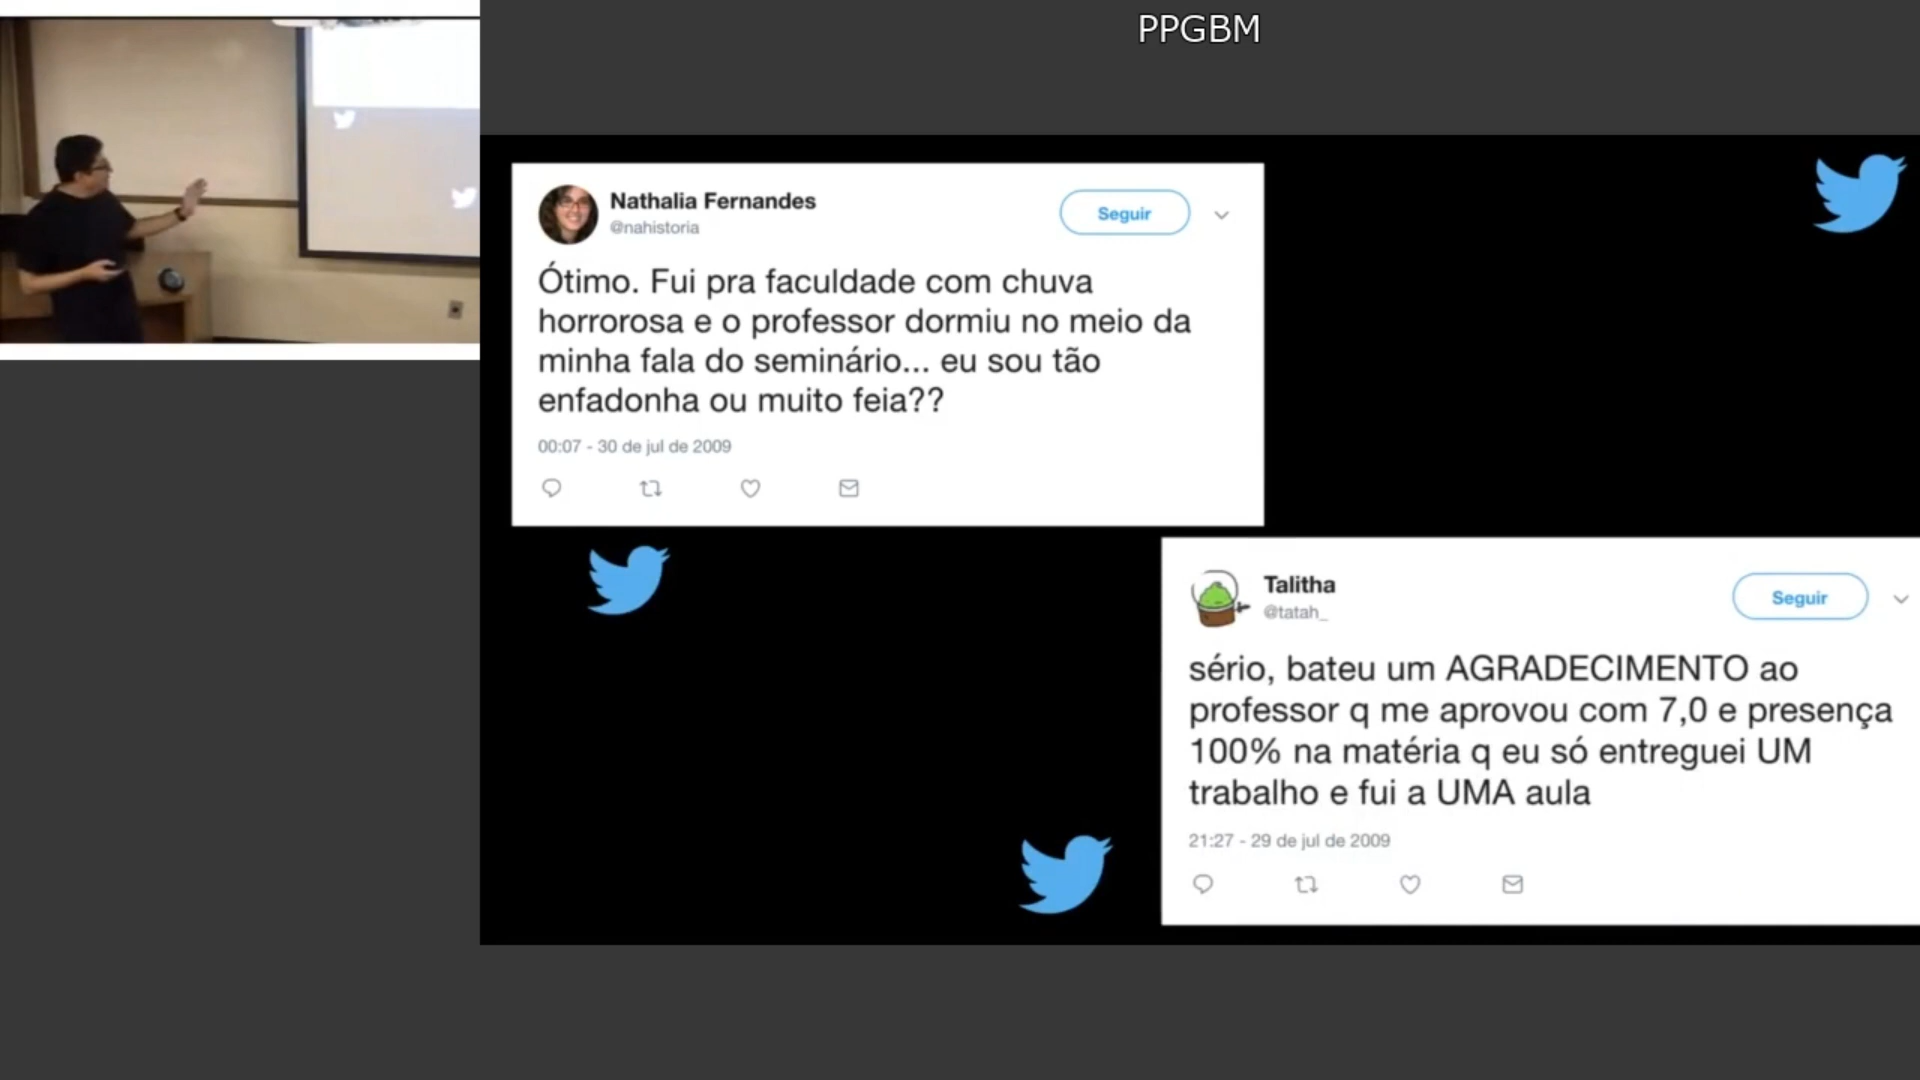 PPGBM
Nathalia Fernandes
@nahistoria
Seguir
Ótimo. Fui pra faculdade com chuva
horrorosa e o professor dormiu no meio da
minha fala do seminário... eu sou tão
enfadonha ou muito feia??
00:07 - 30 de jul de 2009
Talitha
@tatah_
Seguir
sério, bateu um AGRADECIMENTO ao
professor q me aprovou com 7,0 e presença
100% na matéria q eu só entreguei UM
trabalho e fui a UMA aula
21:27 - 29 de jul de 2009